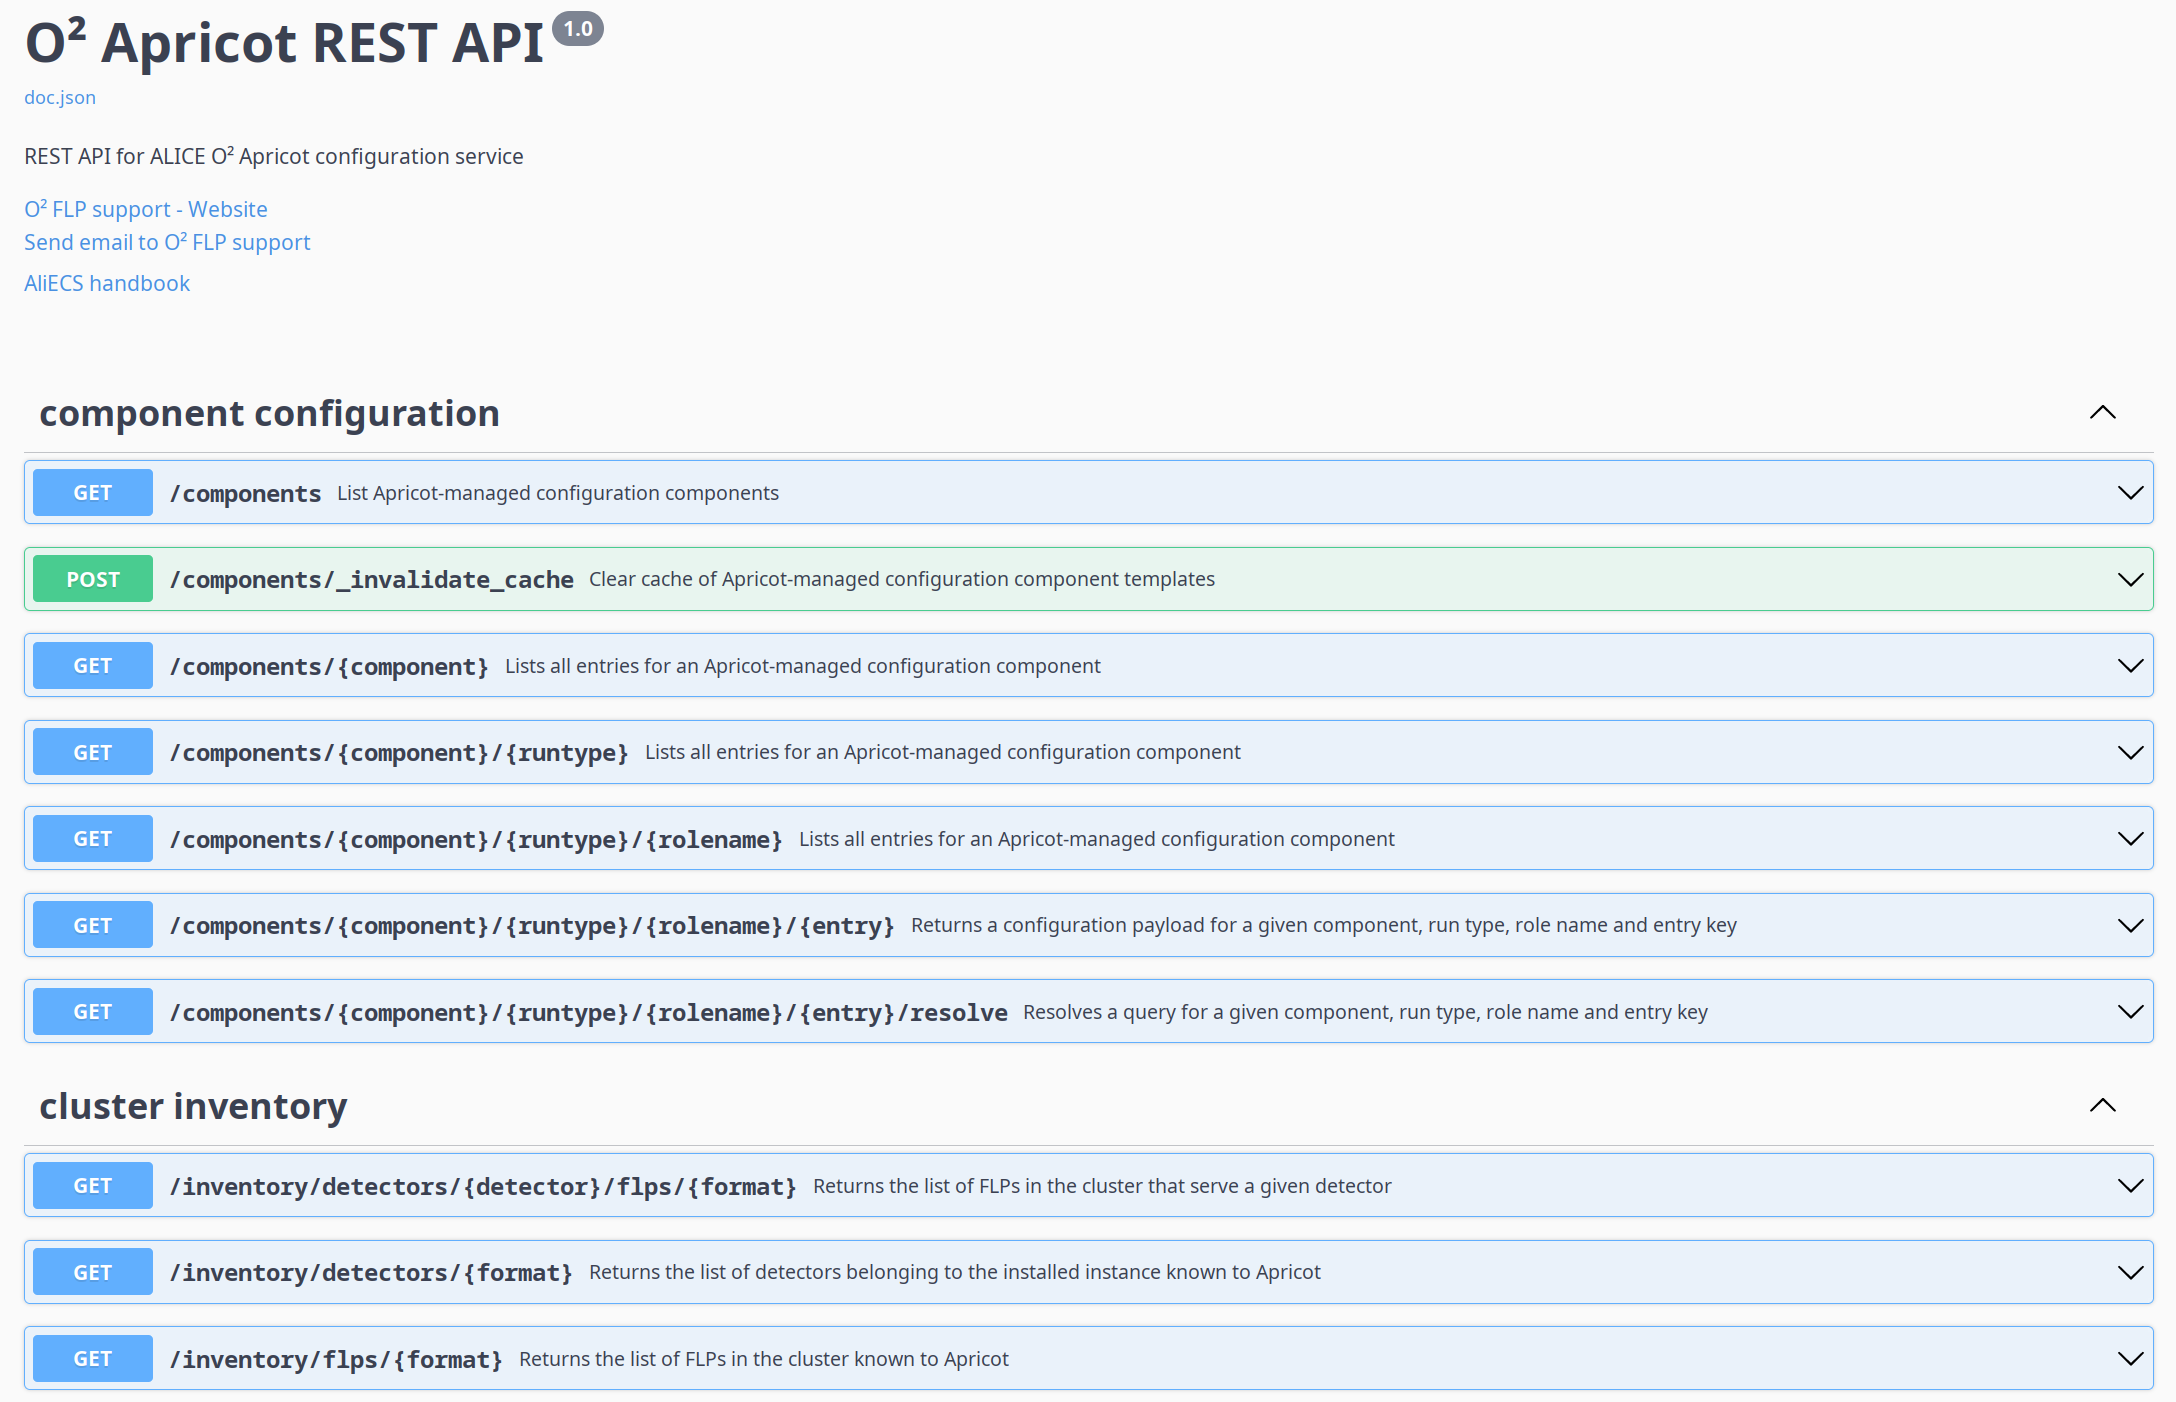 O² Apricot REST API 1.0
doc.json
REST API for ALICE O² Apricot configuration service
O² FLP support - Website
Send email to O² FLP support
AliECS handbook
component configuration
GET /components List Apricot-managed configuration components
POST /components/_invalidate_cache Clear cache of Apricot-managed configuration component templates
GET /components/{component} Lists all entries for an Apricot-managed configuration component
GET /components/{component}/{runtype} Lists all entries for an Apricot-managed configuration component
GET /components/{component}/{runtype}/{rolename} Lists all entries for an Apricot-managed configuration component
GET /components/{component}/{runtype}/{rolename}/{entry} Returns a configuration payload for a given component, run type, role name and entry key
GET /components/{component}/{runtype}/{rolename}/{entry}/resolve Resolves a query for a given component, run type, role name and entry key
cluster inventory
GET /inventory/detectors/{detector}/flps/{format} Returns the list of FLPs in the cluster that serve a given detector
GET /inventory/detectors/{format} Returns the list of detectors belonging to the installed instance known to Apricot
GET /inventory/flps/{format} Returns the list of FLPs in the cluster known to Apricot